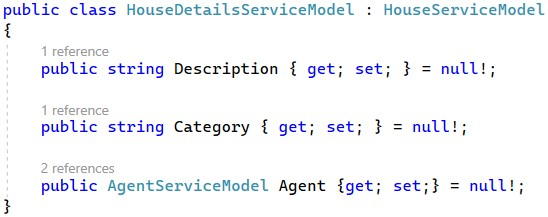 public class HouseDetailsServiceModel : HouseServiceModel
{
1 reference
public string Description { get; set; } = null!;
1 reference
public string Category { get; set; } = null!;
2 references
public AgentServiceModel Agent {get; set;} = null!;
}